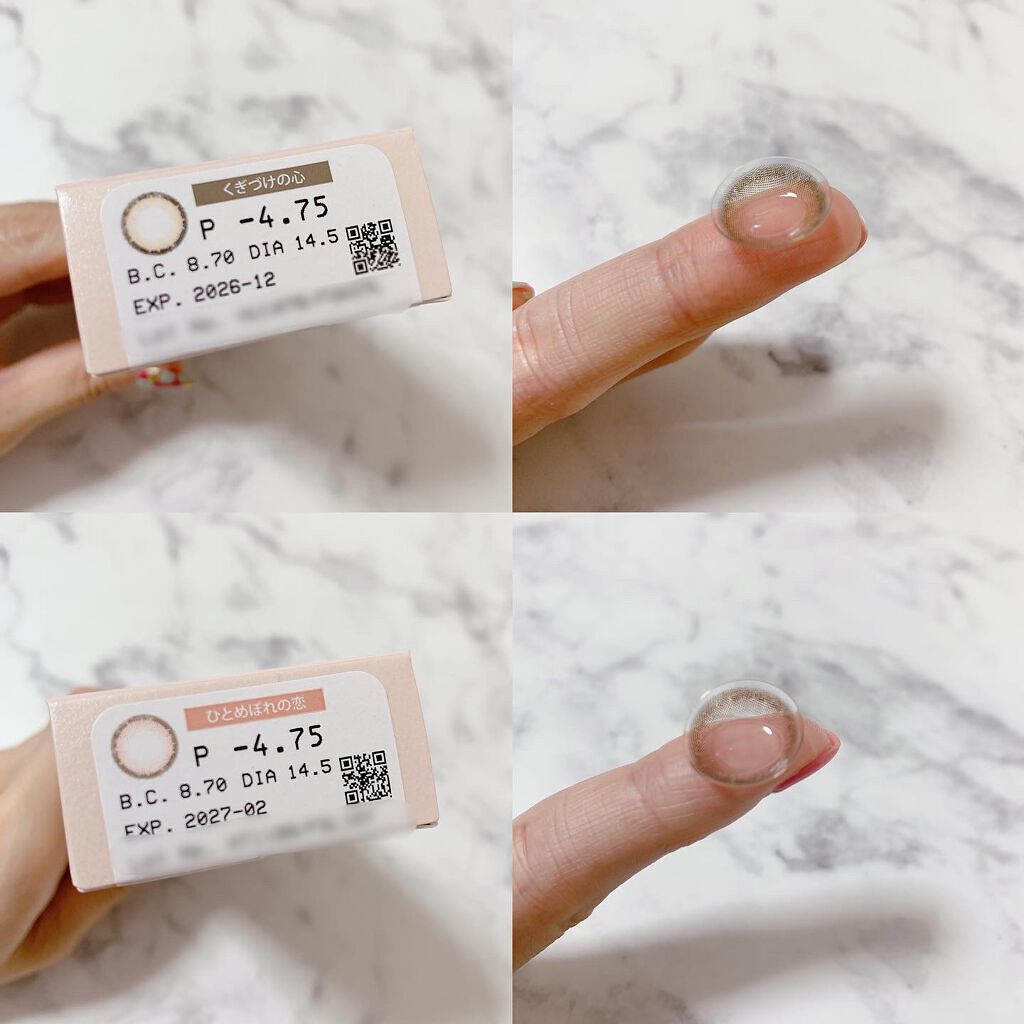 くぎづけの心
P -4.75
B.C. 8.70 DIA 14.5
EXP. 2026-12
ひとめぼれの恋
P -4.75
B.C. 8.70 DIA 14.5
EXP. 2027-02